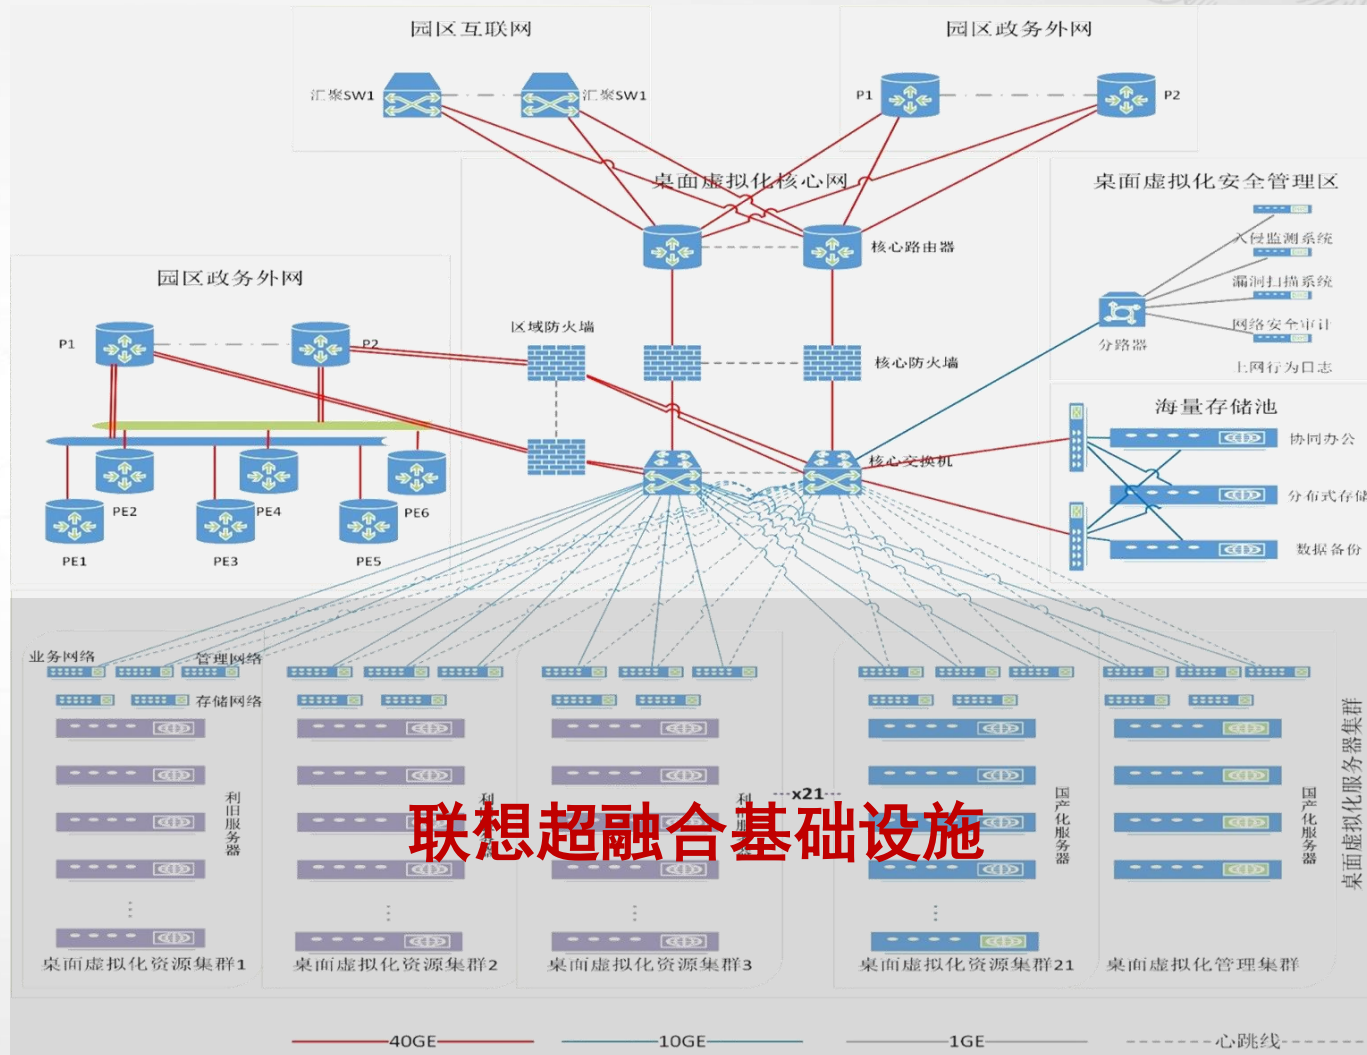 园区互联网
园区政务外网
汇聚SW1
汇聚SW1
P1
P2
桌面虚拟化核心网
桌面虚拟化安全管理区
核心路由器
入侵监测系统
漏洞扫描系统
网络安全审计
上网行为日志
分路器
园区政务外网
P1
P2
区域防火墙
核心防火墙
海量存储池
协同办公
分布式存储
数据备份
核心交换机
PE2
PE4
PE6
PE1
PE3
PE5
业务网络
管理网络
存储网络
利旧服务器
利旧服务器
x21
国产化服务器
国产化服务器
桌面虚拟化服务器集群
联想超融合基础设施
桌面虚拟化资源集群1
桌面虚拟化资源集群2
桌面虚拟化资源集群3
桌面虚拟化资源集群21
桌面虚拟化管理集群
40GE
10GE
1GE
心跳线